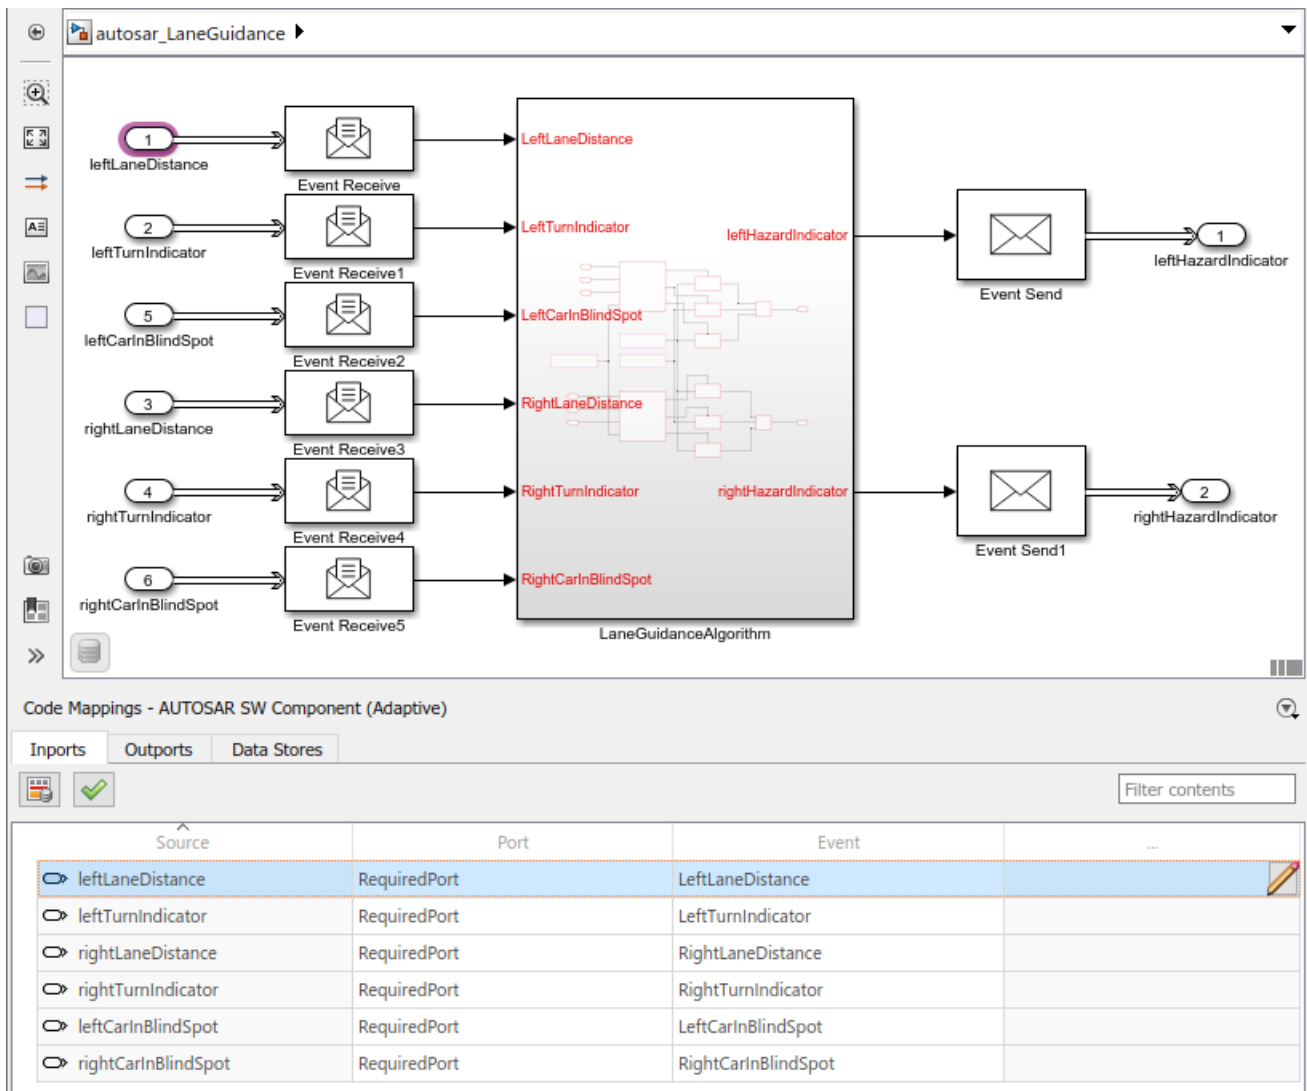 autosar_LaneGuidance
1
leftLaneDistance
Event Receive
LeftLaneDistance
2
leftTurnIndicator
Event Receive1
LeftTurnIndicator
5
leftCarInBlindSpot
Event Receive2
LeftCarInBlindSpot
3
rightLaneDistance
Event Receive3
RightLaneDistance
4
rightTurnIndicator
Event Receive4
RightTurnIndicator
6
rightCarInBlindSpot
Event Receive5
RightCarInBlindSpot
LaneGuidanceAlgorithm
leftHazardIndicator
Event Send
1
leftHazardIndicator
rightHazardIndicator
Event Send1
2
rightHazardIndicator
A
Code Mappings - AUTOSAR SW Component (Adaptive)
Inports Outports Data Stores
Filter contents
Source Port Event ...
leftLaneDistance RequiredPort LeftLaneDistance
leftTurnIndicator RequiredPort LeftTurnIndicator
rightLaneDistance RequiredPort RightLaneDistance
rightTurnIndicator RequiredPort RightTurnIndicator
leftCarInBlindSpot RequiredPort LeftCarInBlindSpot
rightCarInBlindSpot RequiredPort RightCarInBlindSpot